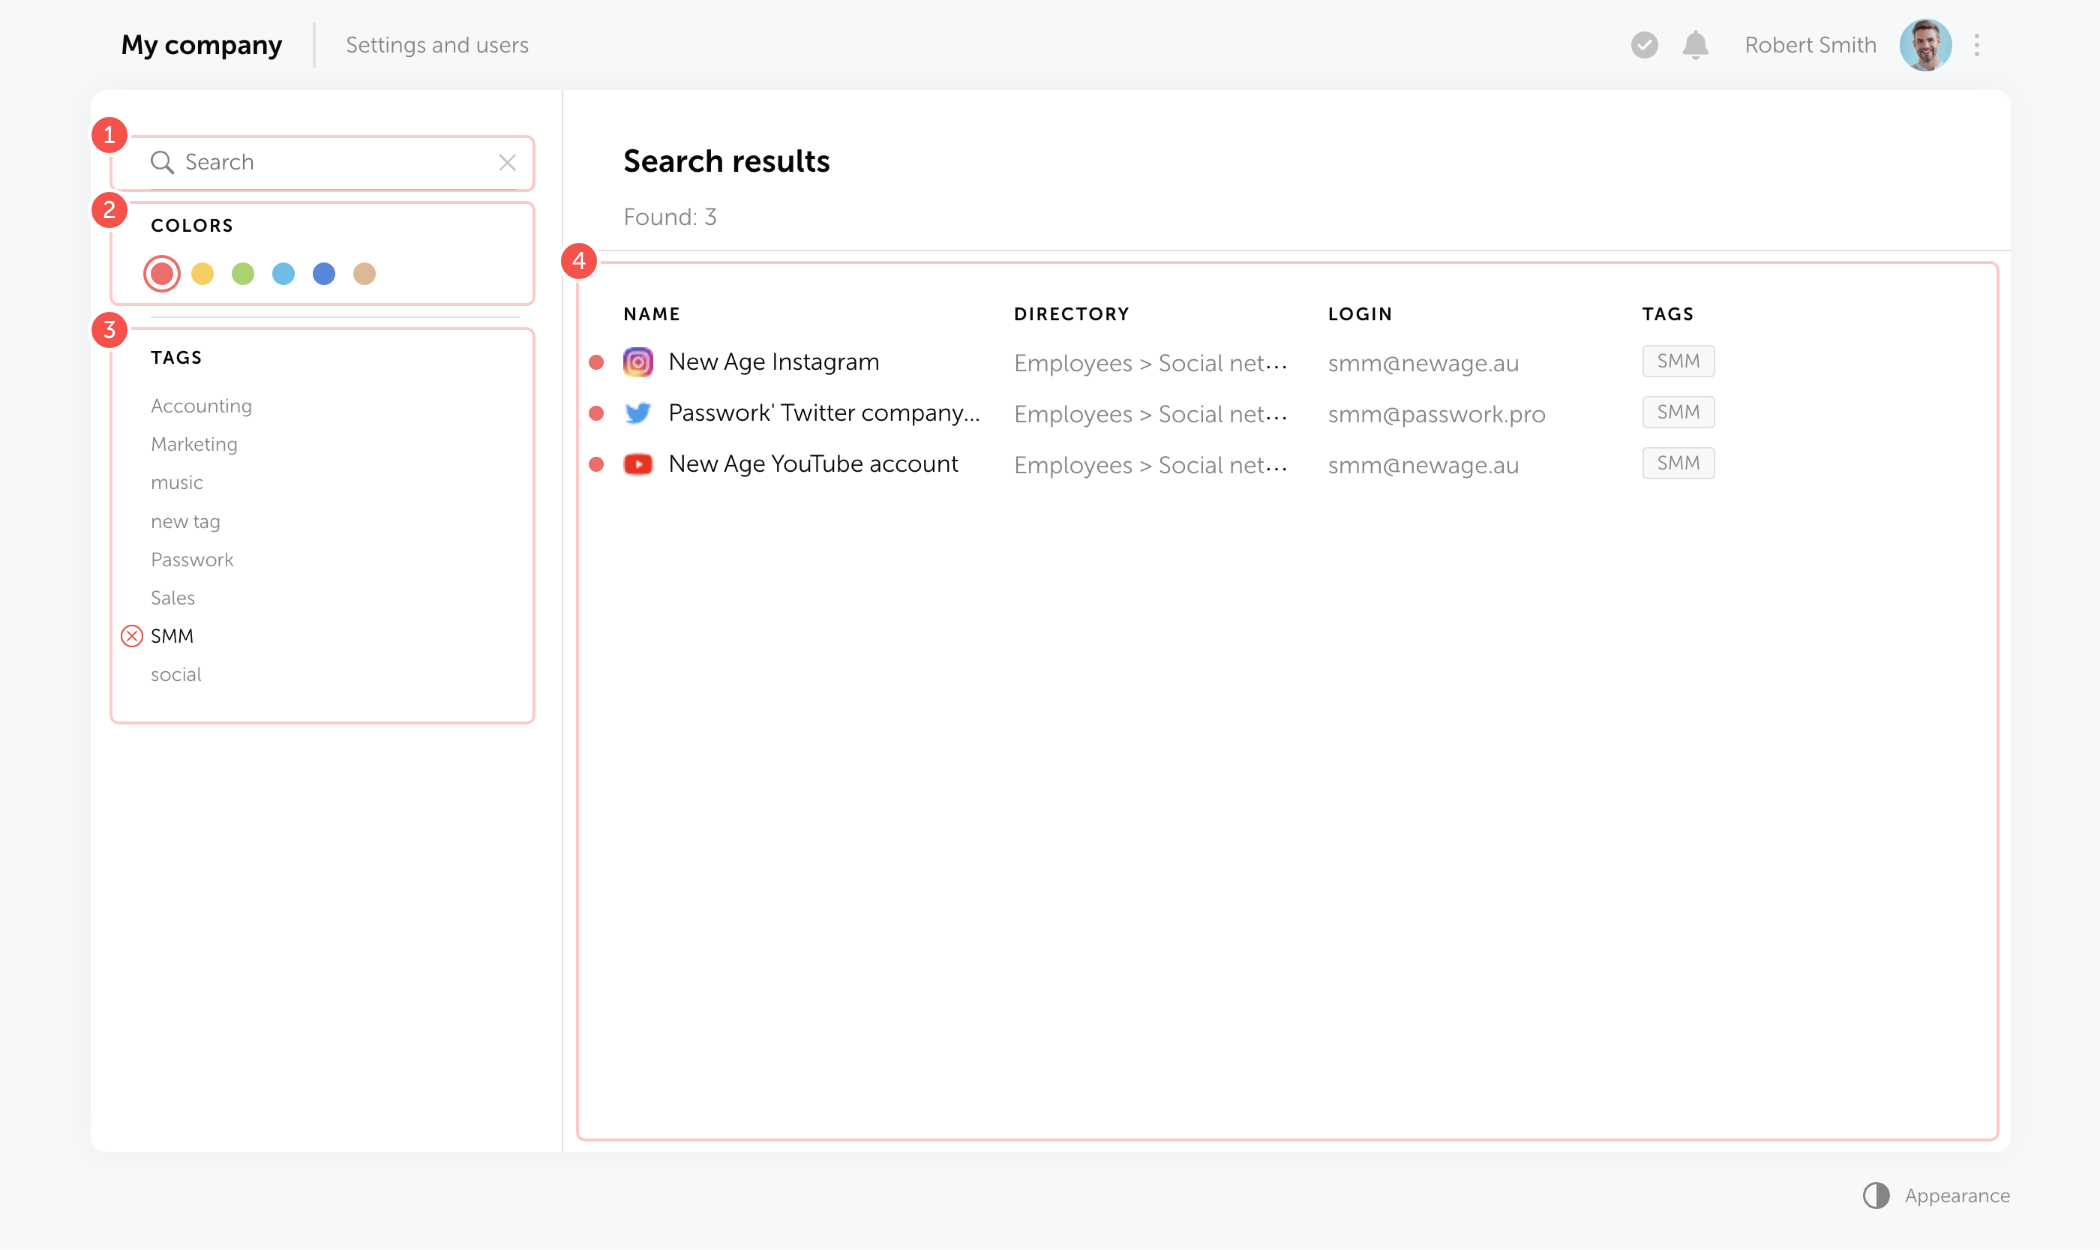 My company
Settings and users
Robert Smith
1
Search
2
COLORS
3
TAGS
Accounting
Marketing
music
new tag
Passwork
Sales
SMM
social
Search results
Found: 3
4
NAME DIRECTORY LOGIN TAGS
New Age Instagram Employees > Social net... smm@newage.au SMM
Passwork' Twitter company... Employees > Social net... smm@passwork.pro SMM
New Age YouTube account Employees > Social net... smm@newage.au SMM
Appearance